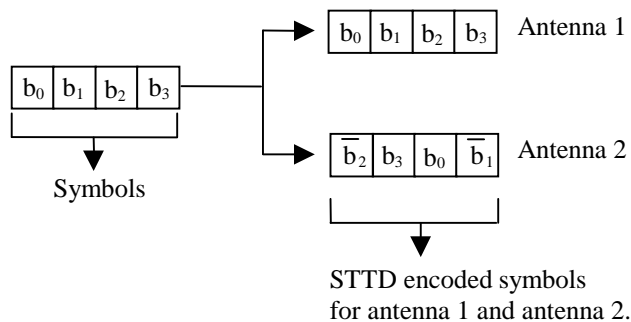 b₀ b₁ b₂ b₃ Antenna 1
b₀ b₁ b₂ b₃
b̅₂ b₃ b₀ b̅₁ Antenna 2
Symbols
STTD encoded symbols
for antenna 1 and antenna 2.